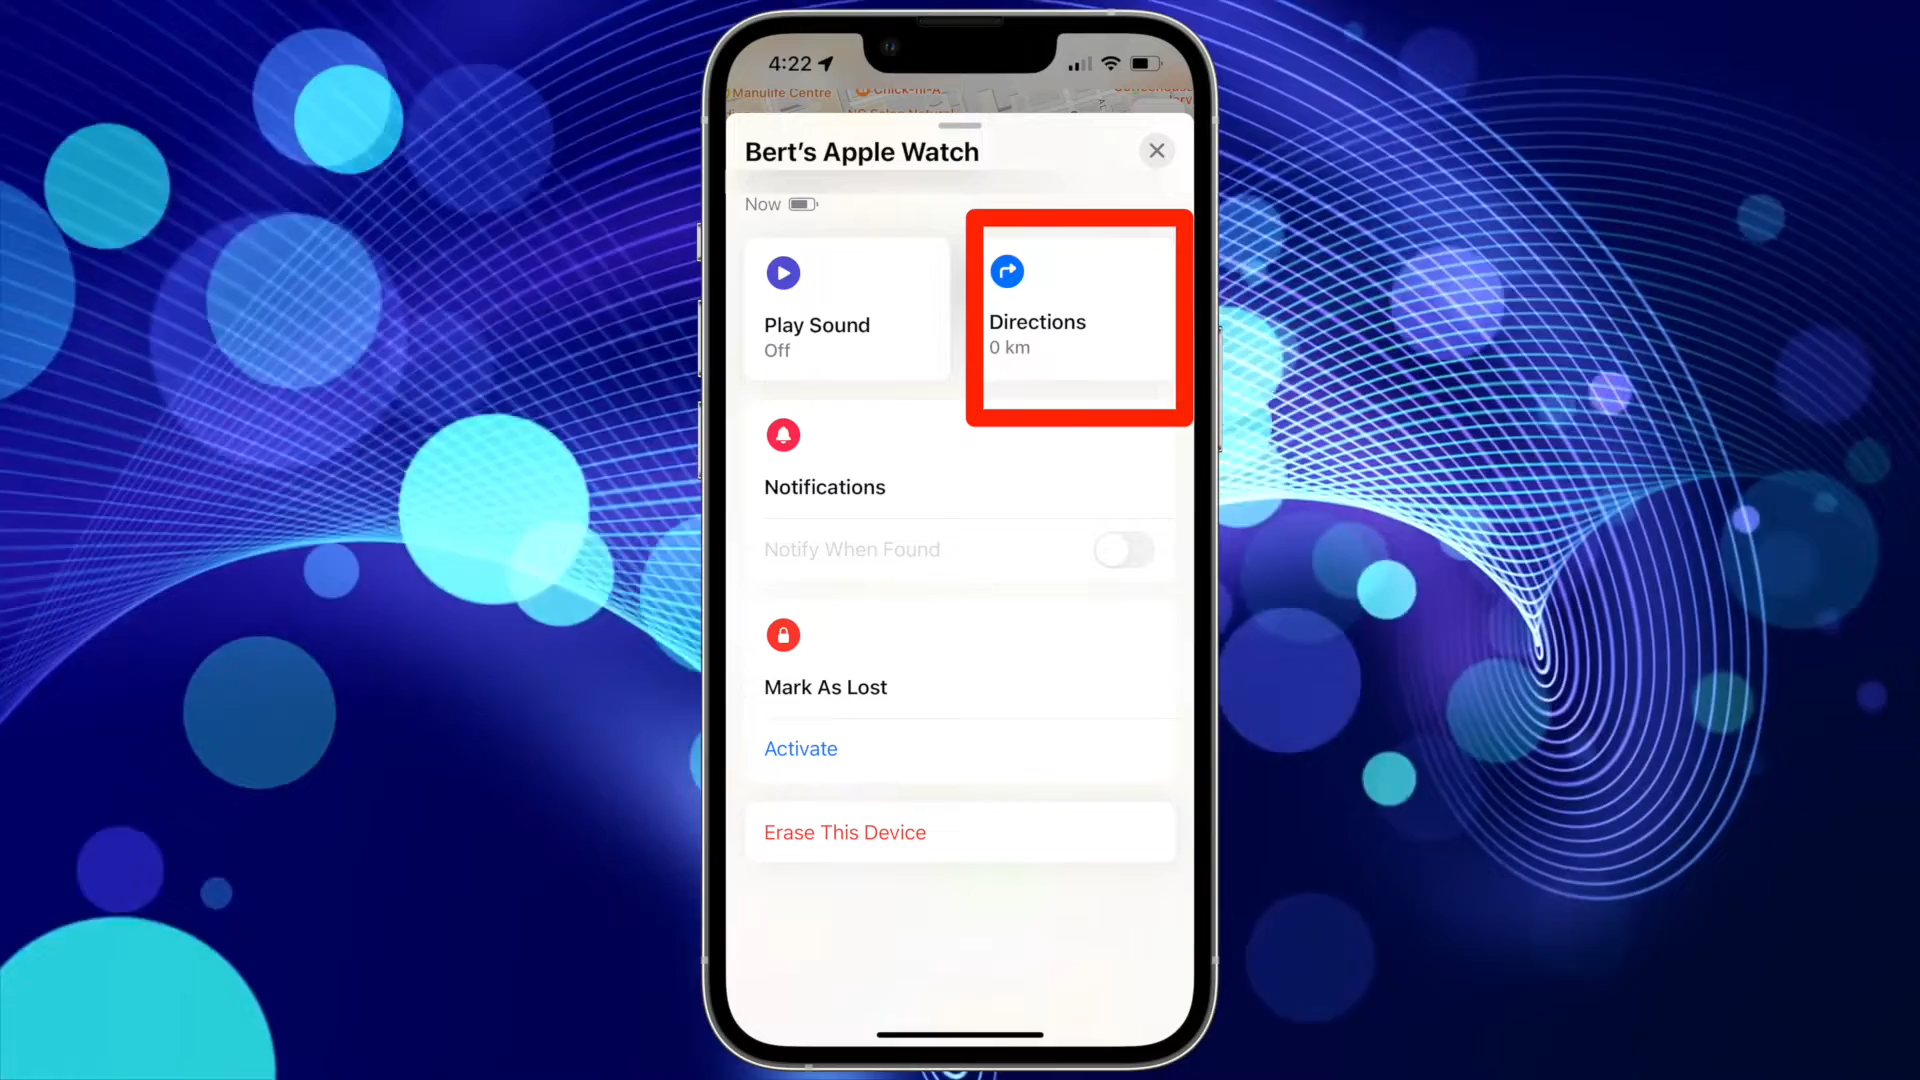 4:22
Manulife Centre
Bert's Apple Watch
Now
Play Sound
Off
Directions
0 km
Notifications
Notify When Found
Mark As Lost
Activate
Erase This Device